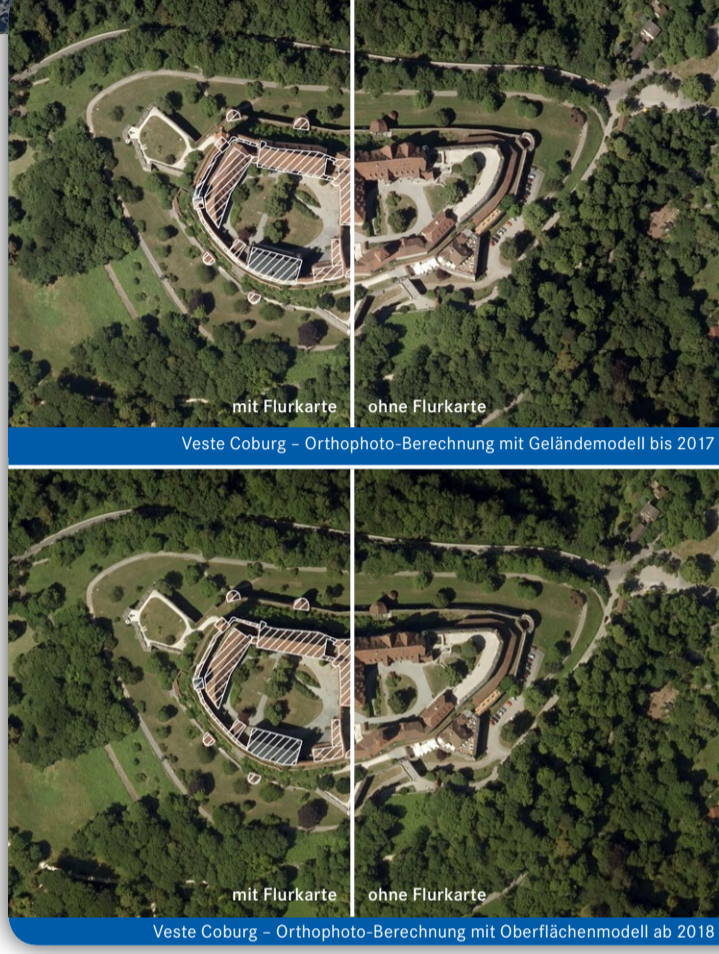 mit Flurkarte
ohne Flurkarte
Veste Coburg – Orthophoto-Berechnung mit Geländemodell bis 2017
mit Flurkarte
ohne Flurkarte
Veste Coburg – Orthophoto-Berechnung mit Oberflächenmodell ab 2018